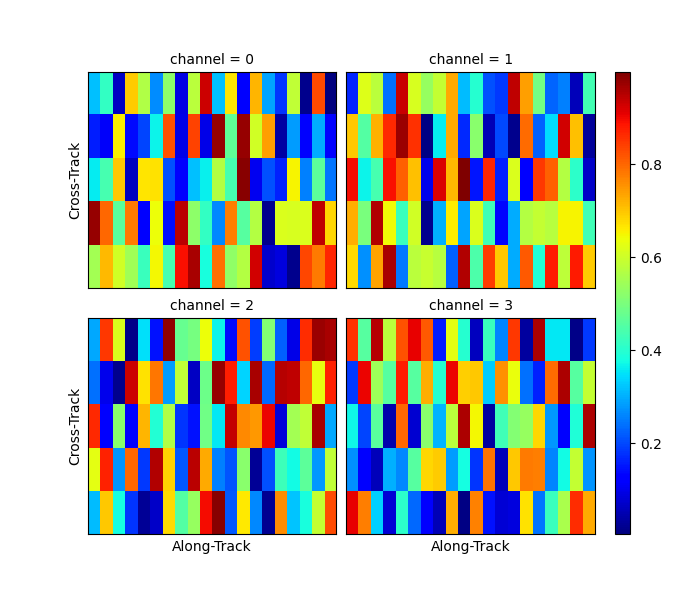 channel = 0
channel = 1
Cross-Track
0.8
0.6
channel = 2
channel = 3
Cross-Track
0.4
0.2
Along-Track
Along-Track